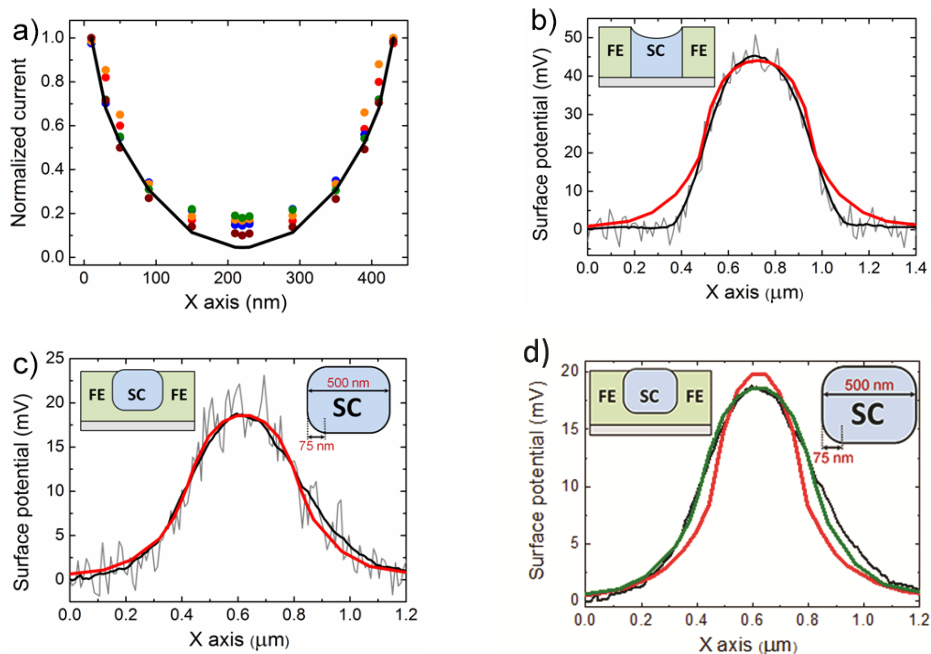 a)
1.0
0.8
0.6
0.4
0.2
0.0
Normalized current
0 100 200 300 400
X axis (nm)
b)
50
40
30
20
10
0
Surface potential (mV)
FE SC FE
0.0 0.2 0.4 0.6 0.8 1.0 1.2 1.4
X axis (μm)
c)
25
20
15
10
5
0
Surface potential (mV)
FE SC FE
500 nm
SC
75 nm
0.0 0.2 0.4 0.6 0.8 1.0 1.2
X axis (μm)
d)
20
15
10
5
0
Surface potential (mV)
FE SC FE
500 nm
SC
75 nm
0.0 0.2 0.4 0.6 0.8 1.0 1.2
X axis (μm)